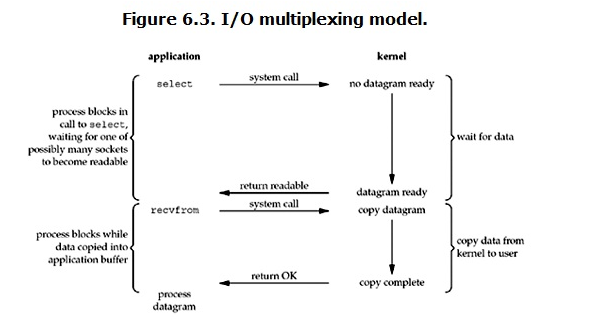 Figure 6.3. I/O multiplexing model.
application
kernel
select
system call
no datagram ready
process blocks in
call to select,
waiting for one of
possibly many sockets
to become readable
wait for data
return readable
datagram ready
recvfrom
system call
copy datagram
process blocks while
data copied into
application buffer
copy data from
kernel to user
return OK
copy complete
process
datagram